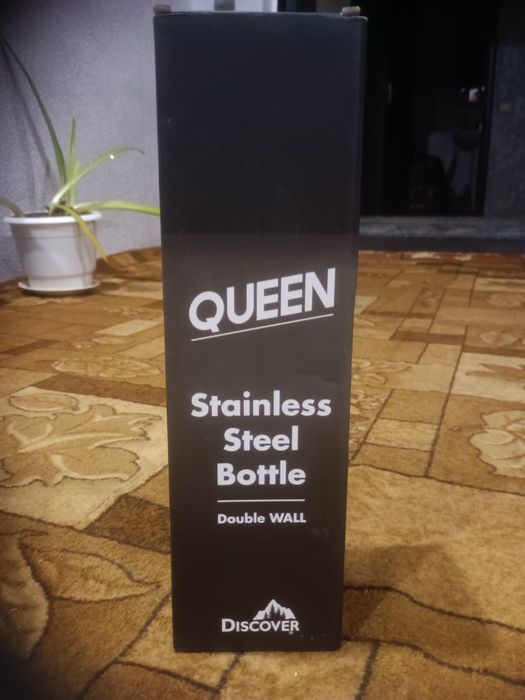 QUEEN
Stainless
Steel
Bottle
Double WALL
DISCOVER